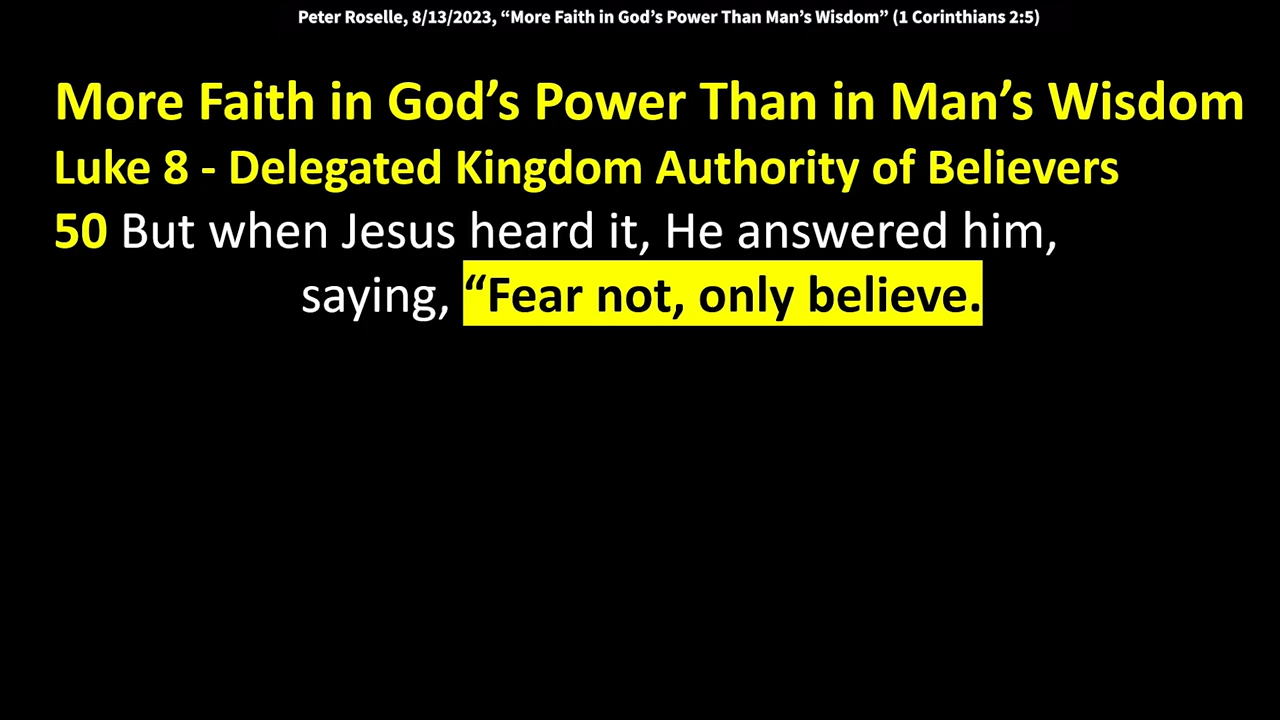 Peter Roselle, 8/13/2023, “More Faith in God’s Power Than Man’s Wisdom” (1 Corinthians 2:5)
More Faith in God’s Power Than in Man’s Wisdom
Luke 8 - Delegated Kingdom Authority of Believers
50 But when Jesus heard it, He answered him,
saying, “Fear not, only believe.